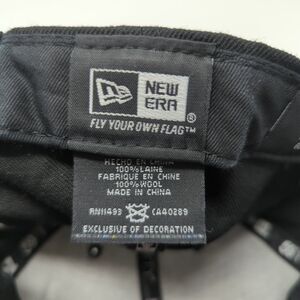 NEW
ERA®
FLY YOUR OWN FLAG™
HECHO EN CHINA
100%LAINE
FABRIQUE EN CHINE
100%WOOL
MADE IN CHINA
RN11493 CA40289
EXCLUSIVE OF DECORATION